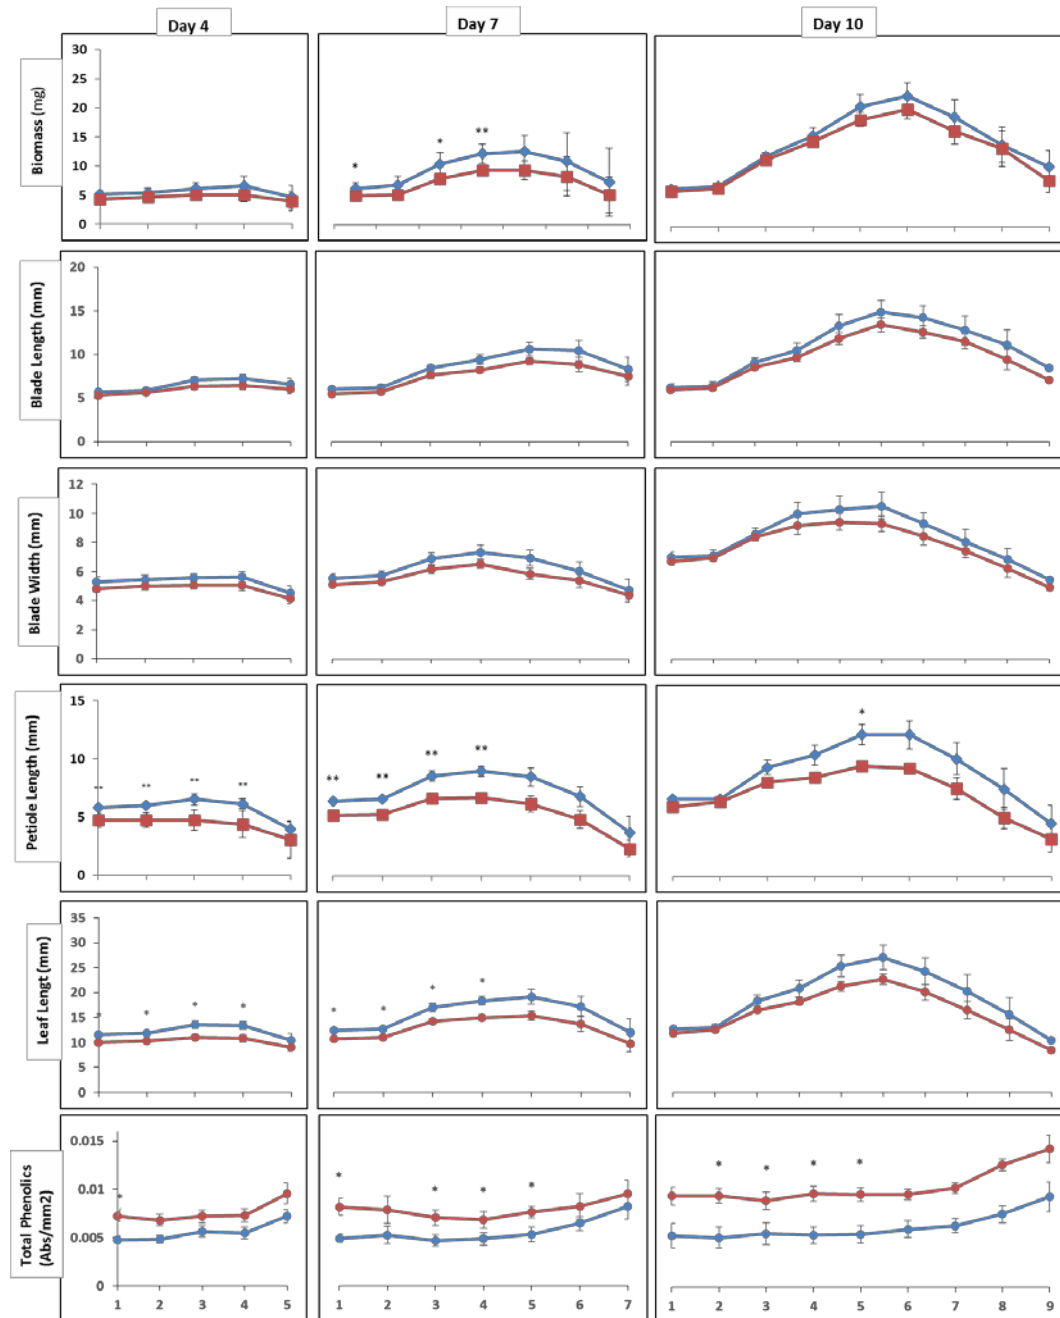 Day 4 Day 7 Day 10
Biomass (mg)
30
25
20
15
10
5
0
* * **
Blade Length (mm)
20
15
10
5
0
Blade Width (mm)
12
10
8
6
4
2
0
Petiole Length (mm)
15
10
5
0
** ** ** **
** ** ** **
*
Leaf Lengt (mm)
35
30
25
20
15
10
5
0
* * * *
* * * *
Total Phenolics
(Abs/mm2)
0.015
0.01
0.005
0
*
* * * *
* * * *
1 2 3 4 5 1 2 3 4 5 6 7 1 2 3 4 5 6 7 8 9